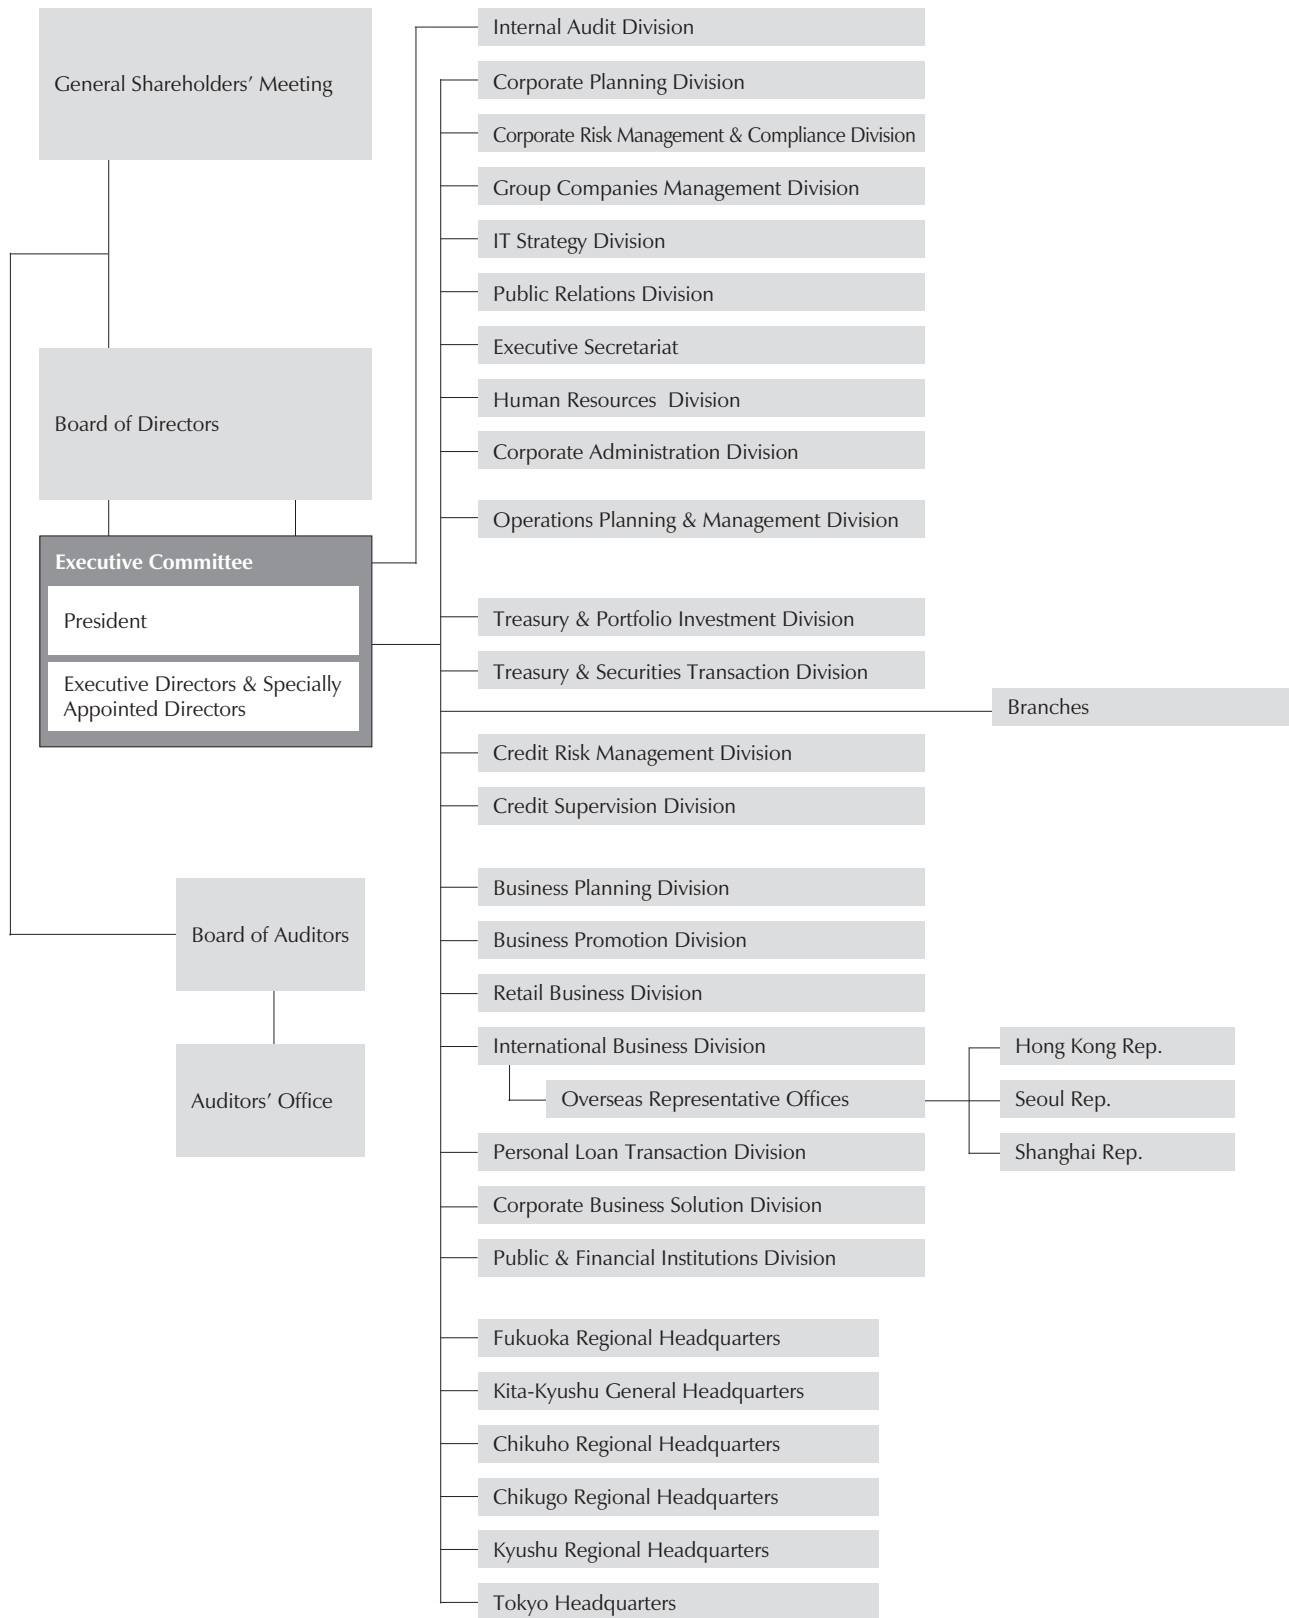 General Shareholders’ Meeting
Board of Directors
Executive Committee
President
Executive Directors & Specially
Appointed Directors
Board of Auditors
Auditors’ Office
Internal Audit Division
Corporate Planning Division
Corporate Risk Management & Compliance Division
Group Companies Management Division
IT Strategy Division
Public Relations Division
Executive Secretariat
Human Resources  Division
Corporate Administration Division
Operations Planning & Management Division
Treasury & Portfolio Investment Division
Treasury & Securities Transaction Division
Branches
Credit Risk Management Division
Credit Supervision Division
Business Planning Division
Business Promotion Division
Retail Business Division
International Business Division
Overseas Representative Offices
Hong Kong Rep.
Seoul Rep.
Shanghai Rep.
Personal Loan Transaction Division
Corporate Business Solution Division
Public & Financial Institutions Division
Fukuoka Regional Headquarters
Kita-Kyushu General Headquarters
Chikuho Regional Headquarters
Chikugo Regional Headquarters
Kyushu Regional Headquarters
Tokyo Headquarters